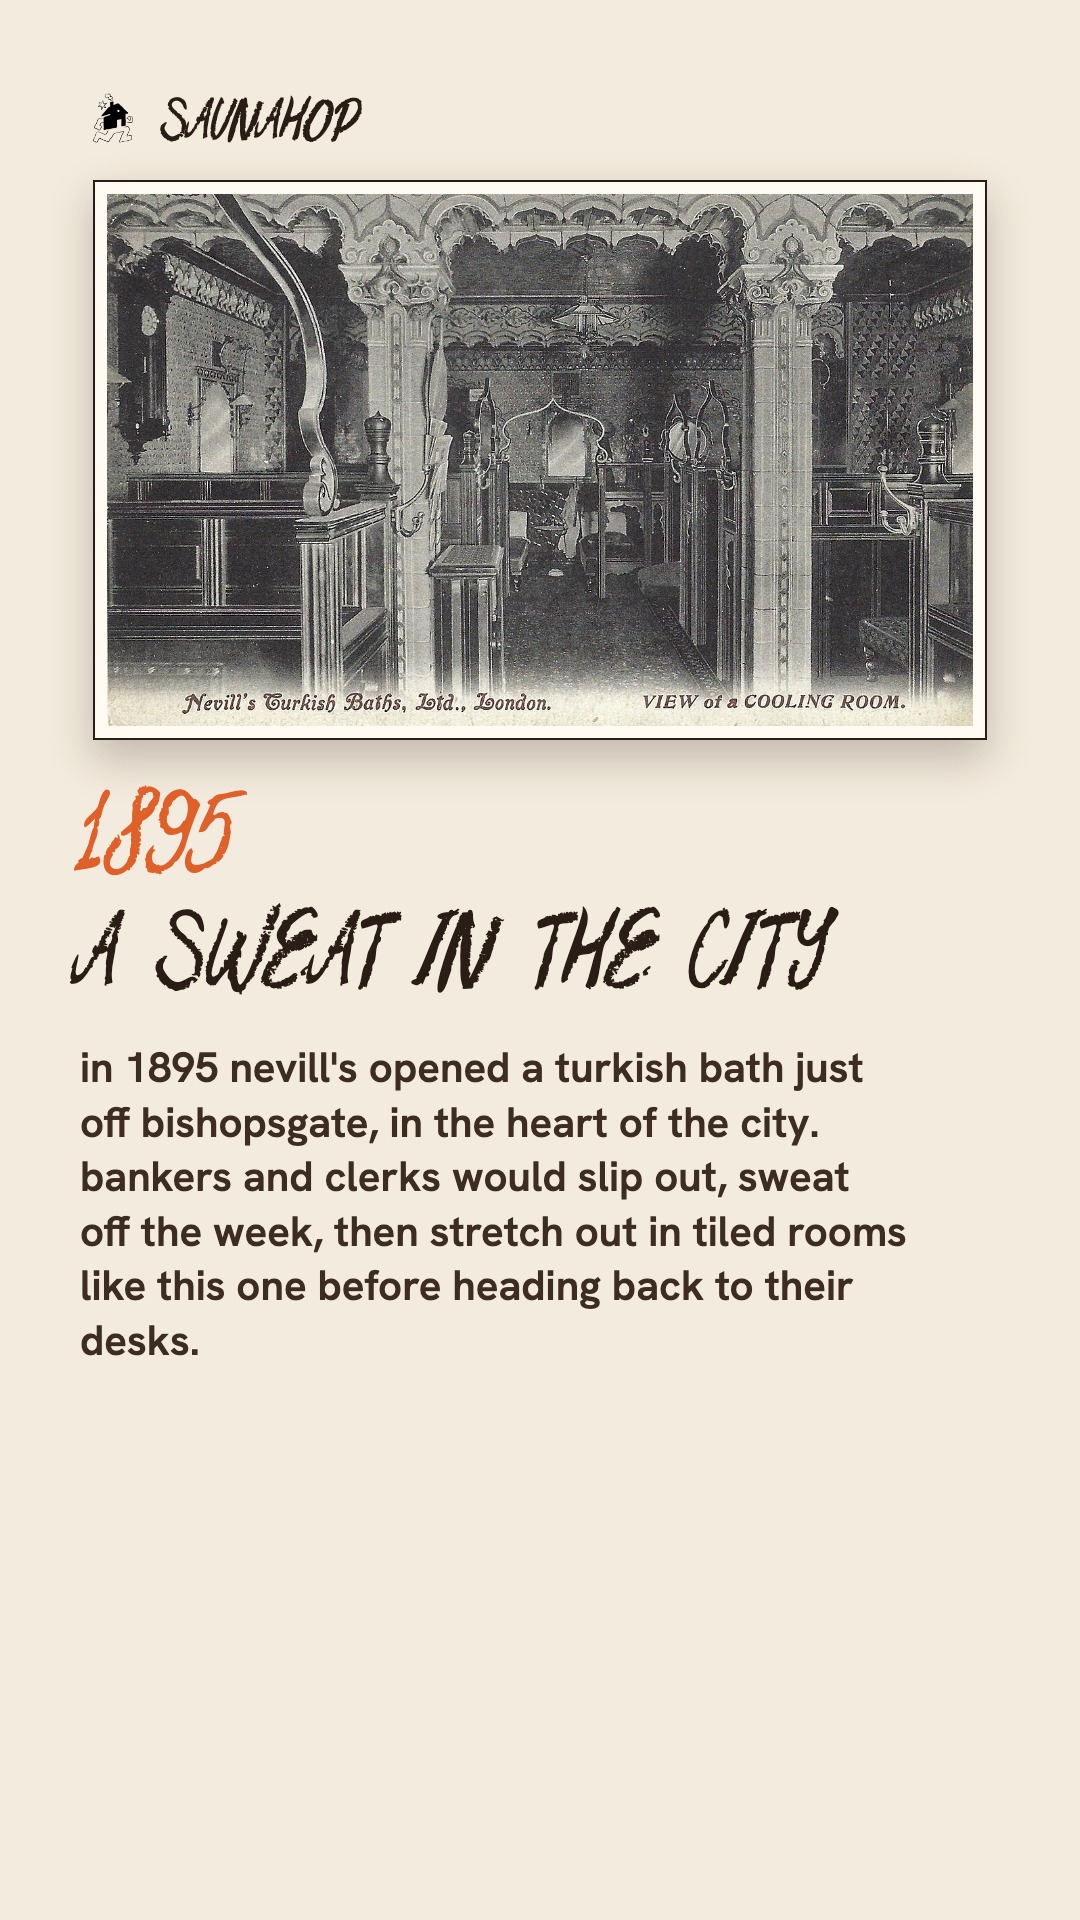 SAUNAHOP
Nevill's Turkish Baths, Ltd., London. VIEW of a COOLING ROOM.
1895
A SWEAT IN THE CITY
in 1895 nevill's opened a turkish bath just
off bishopsgate, in the heart of the city.
bankers and clerks would slip out, sweat
off the week, then stretch out in tiled rooms
like this one before heading back to their
desks.